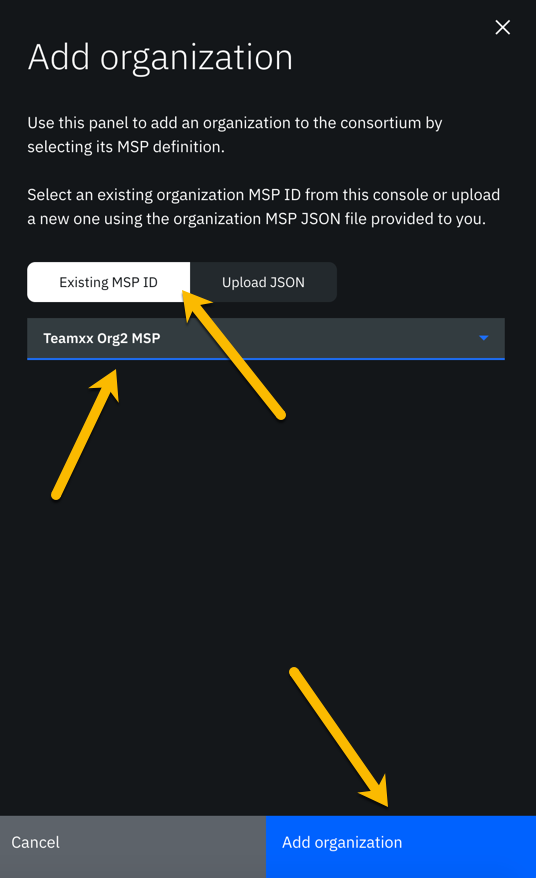 Add organization
Use this panel to add an organization to the consortium by
selecting its MSP definition.
Select an existing organization MSP ID from this console or upload
a new one using the organization MSP JSON file provided to you.
Existing MSP ID
Upload JSON
Teamxx Org2 MSP
Cancel
Add organization